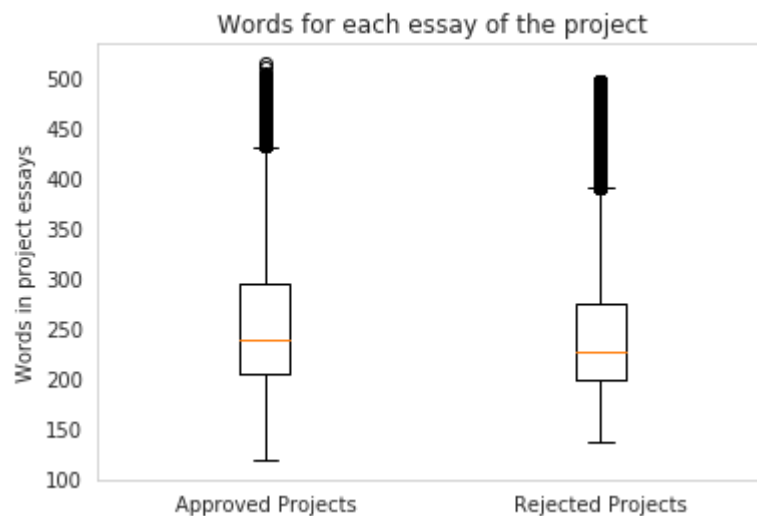 Words for each essay of the project
Words in project essays
500
450
400
350
300
250
200
150
100
Approved Projects
Rejected Projects